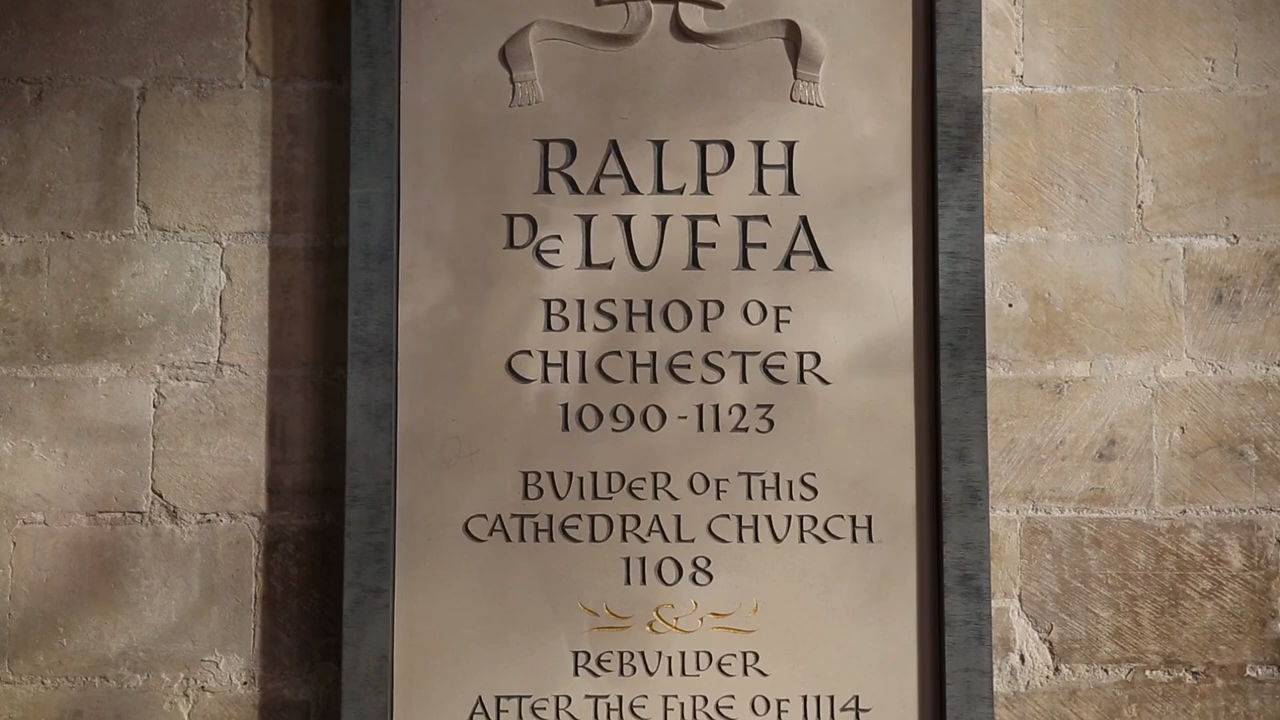 RALPH
De LUFFA
BISHOP OF
CHICHESTER
1090-1123
BUiLDER OF THiS
CATHEDRAL CHURCH
1108
&
REBUiLDER
AFTER THE FiRE OF 1114